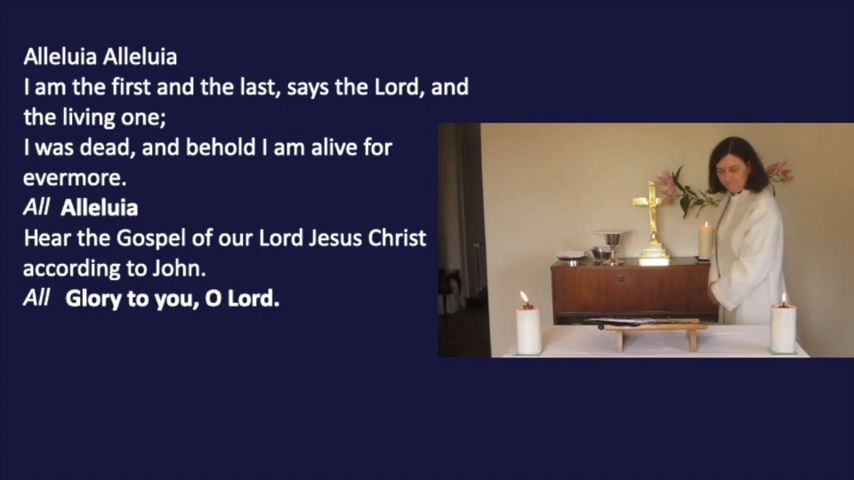 Alleluia Alleluia
I am the first and the last, says the Lord, and
the living one;
I was dead, and behold I am alive for
evermore.
All Alleluia
Hear the Gospel of our Lord Jesus Christ
according to John.
All Glory to you, O Lord.